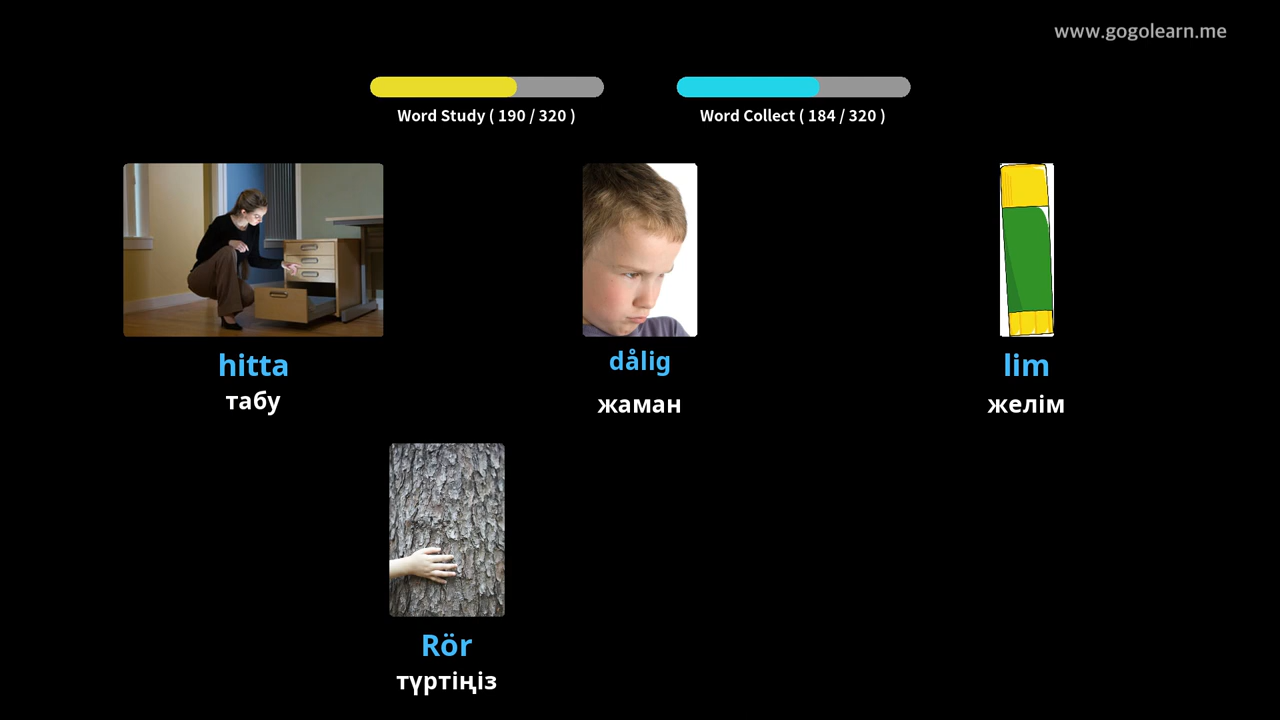 www.gogolearn.me
Word Study ( 190 / 320 )
Word Collect ( 184 / 320 )
hitta
табу
dålig
жаман
lim
желім
Rör
түртіңіз